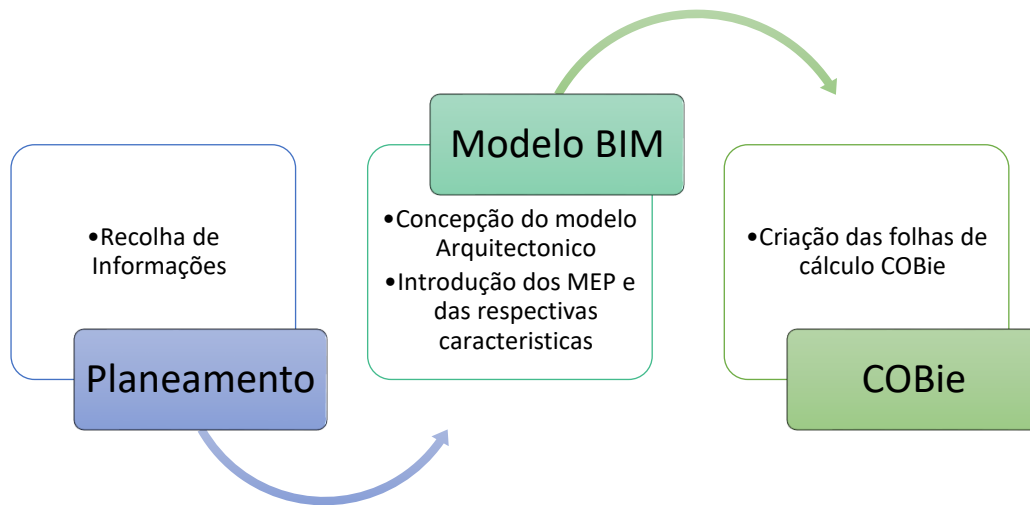 •Recolha de
Informações
Planeamento
Modelo BIM
•Concepção do modelo
Arquitectonico
•Introdução dos MEP e
das respectivas
caracteristicas
•Criação das folhas de
cálculo COBie
COBie